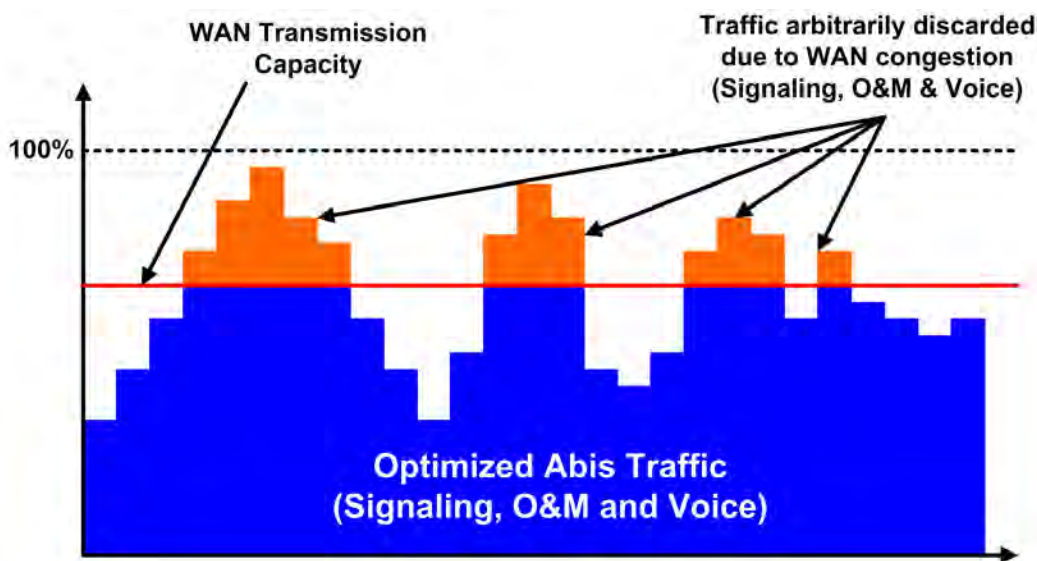 WAN Transmission
Capacity
Traffic arbitrarily discarded
due to WAN congestion
(Signaling, O&M & Voice)
100%
Optimized Abis Traffic
(Signaling, O&M and Voice)